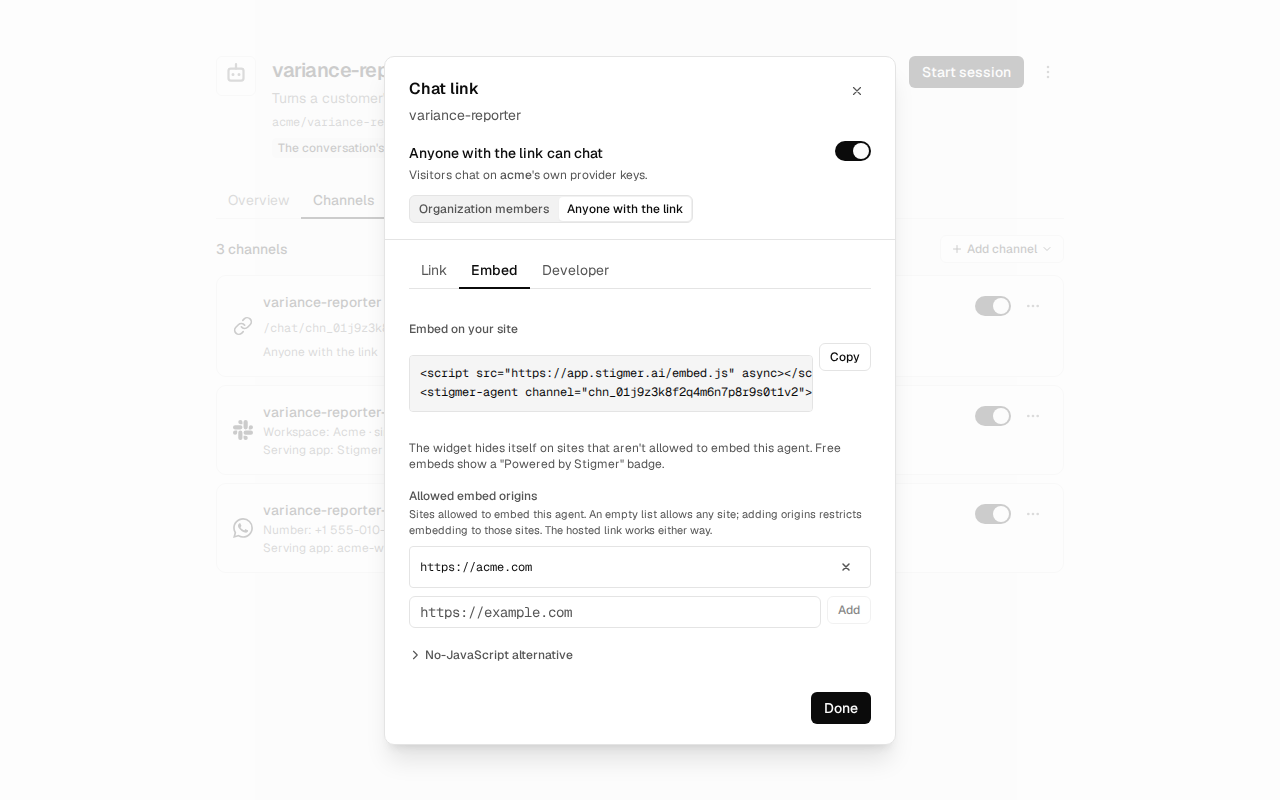 variance-rep
Turns a customer
acme/variance-re
The conversation's
Start session
Overview
Channels
3 channels
Add channel
variance-reporter
/chat/chn_01j9z3k8
Anyone with the link
variance-reporter-
Workspace: Acme · si
Serving app: Stigmer
variance-reporter-
Number: +1 555-010-
Serving app: acme-w
Chat link
variance-reporter
Anyone with the link can chat
Visitors chat on acme's own provider keys.
Organization members
Anyone with the link
Link
Embed
Developer
Embed on your site
<script src="https://app.stigmer.ai/embed.js" async></sc
<stigmer-agent channel="chn_01j9z3k8f2q4m6n7p8r9s0t1v2">
Copy
The widget hides itself on sites that aren't allowed to embed this agent. Free
embeds show a "Powered by Stigmer" badge.
Allowed embed origins
Sites allowed to embed this agent. An empty list allows any site; adding origins restricts
embedding to those sites. The hosted link works either way.
https://acme.com
https://example.com
Add
No-JavaScript alternative
Done